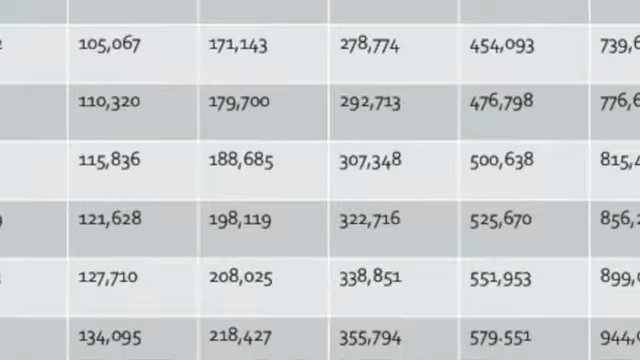 105,067 171,143 278,774 454,093
110,320 179,700 292,713 476,798
115,836 188,685 307,348 500,638
121,628 198,119 322,716 525,670
127,710 208,025 338,851 551,953
134,095 218,427 355,794 579.551